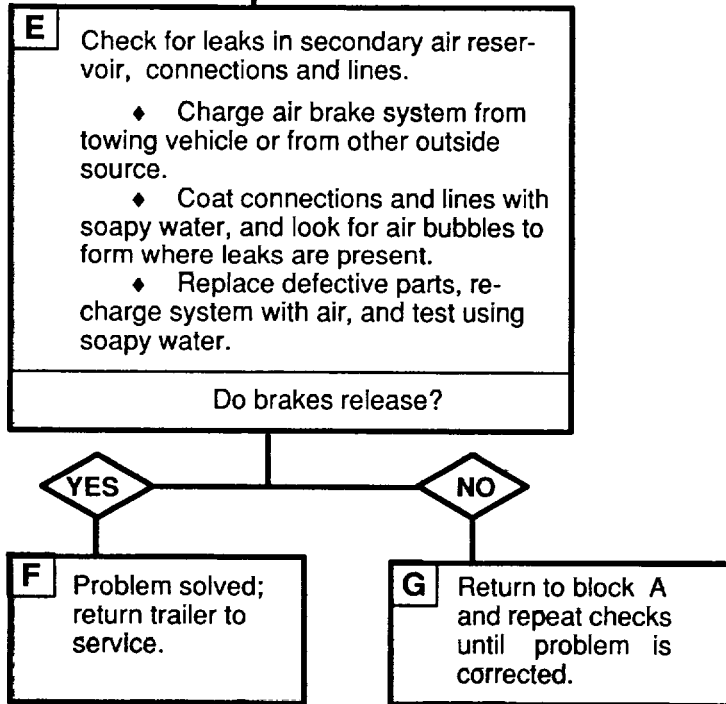 E
Check for leaks in secondary air reser-
voir, connections and lines.
♦ Charge air brake system from
towing vehicle or from other outside
source.
♦ Coat connections and lines with
soapy water, and look for air bubbles to
form where leaks are present.
♦ Replace defective parts, re-
charge system with air, and test using
soapy water.
Do brakes release?
YES
NO
F
Problem solved;
return trailer to
service.
G
Return to block A
and repeat checks
until problem is
corrected.